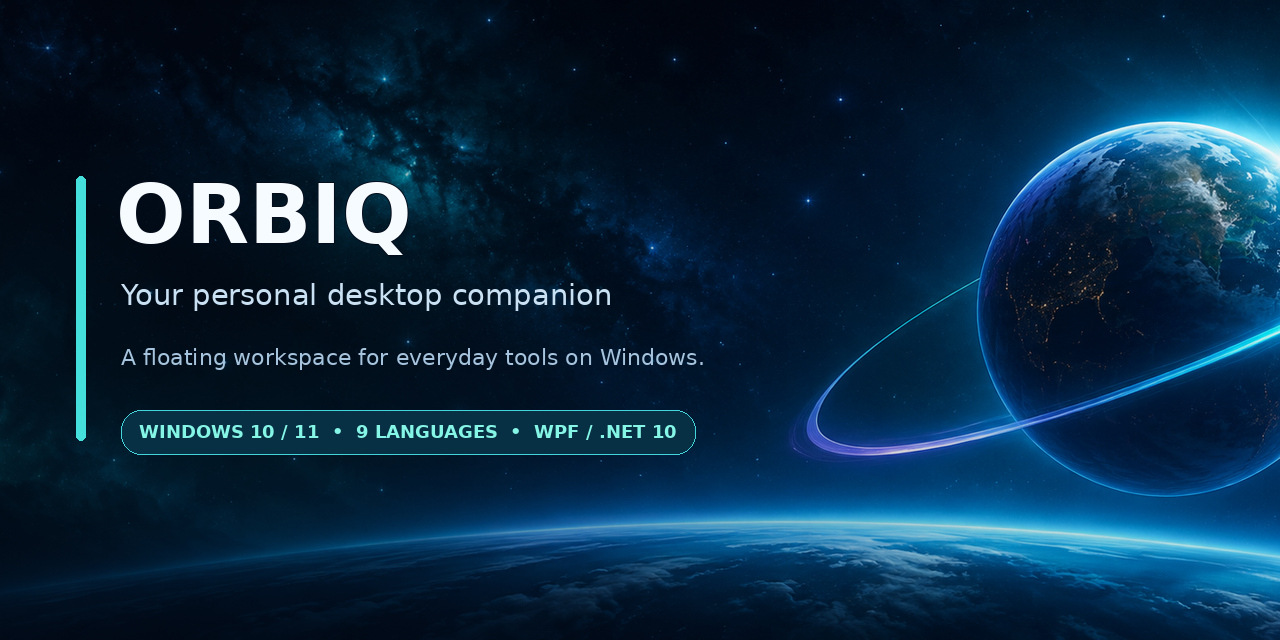 ORBIQ
Your personal desktop companion
A floating workspace for everyday tools on Windows.
WINDOWS 10 / 11 • 9 LANGUAGES • WPF / .NET 10